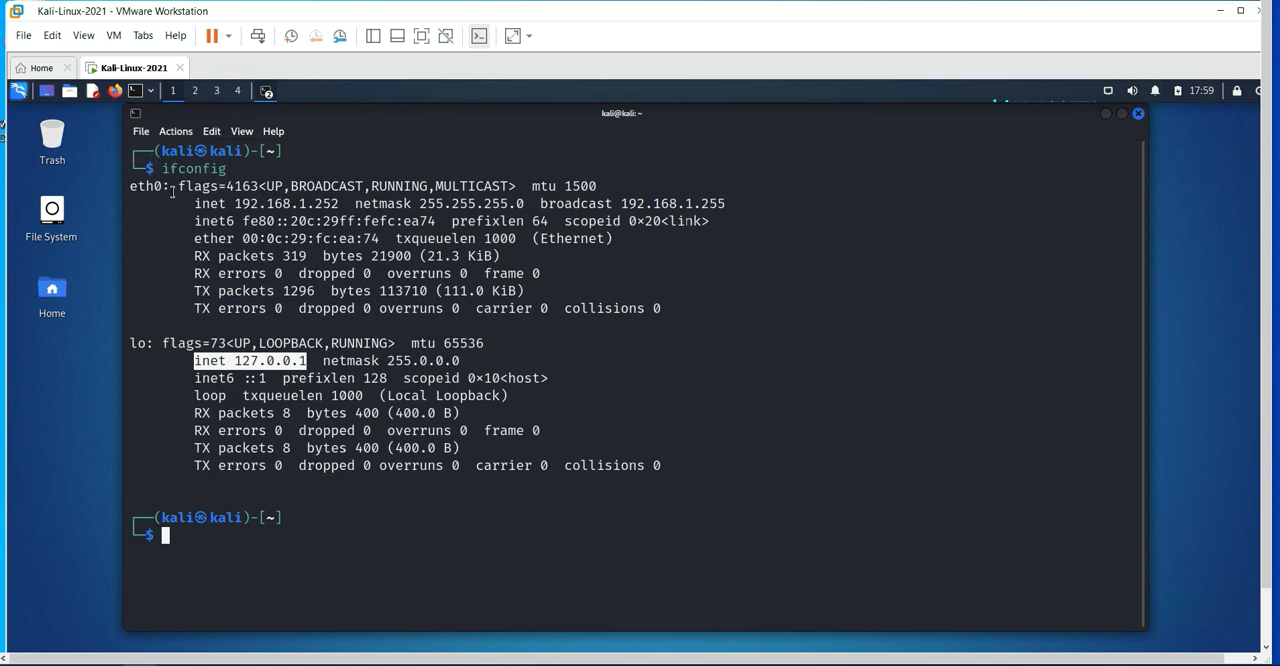 Kali-Linux-2021 - VMware Workstation
File Edit View VM Tabs Help
Home Kali-Linux-2021
1 2 3 4 2 17:59
kali@kali: ~
File Actions Edit View Help
┌──(kali㉿kali)-[~]
└─$ ifconfig
eth0: flags=4163<UP,BROADCAST,RUNNING,MULTICAST>  mtu 1500
        inet 192.168.1.252  netmask 255.255.255.0  broadcast 192.168.1.255
        inet6 fe80::20c:29ff:fefc:ea74  prefixlen 64  scopeid 0×20<link>
        ether 00:0c:29:fc:ea:74  txqueuelen 1000  (Ethernet)
        RX packets 319  bytes 21900 (21.3 KiB)
        RX errors 0  dropped 0  overruns 0  frame 0
        TX packets 1296  bytes 113710 (111.0 KiB)
        TX errors 0  dropped 0 overruns 0  carrier 0  collisions 0
lo: flags=73<UP,LOOPBACK,RUNNING>  mtu 65536
        inet 127.0.0.1  netmask 255.0.0.0
        inet6 ::1  prefixlen 128  scopeid 0×10<host>
        loop  txqueuelen 1000  (Local Loopback)
        RX packets 8  bytes 400 (400.0 B)
        RX errors 0  dropped 0  overruns 0  frame 0
        TX packets 8  bytes 400 (400.0 B)
        TX errors 0  dropped 0 overruns 0  carrier 0  collisions 0
┌──(kali㉿kali)-[~]
└─$
Trash
File System
Home